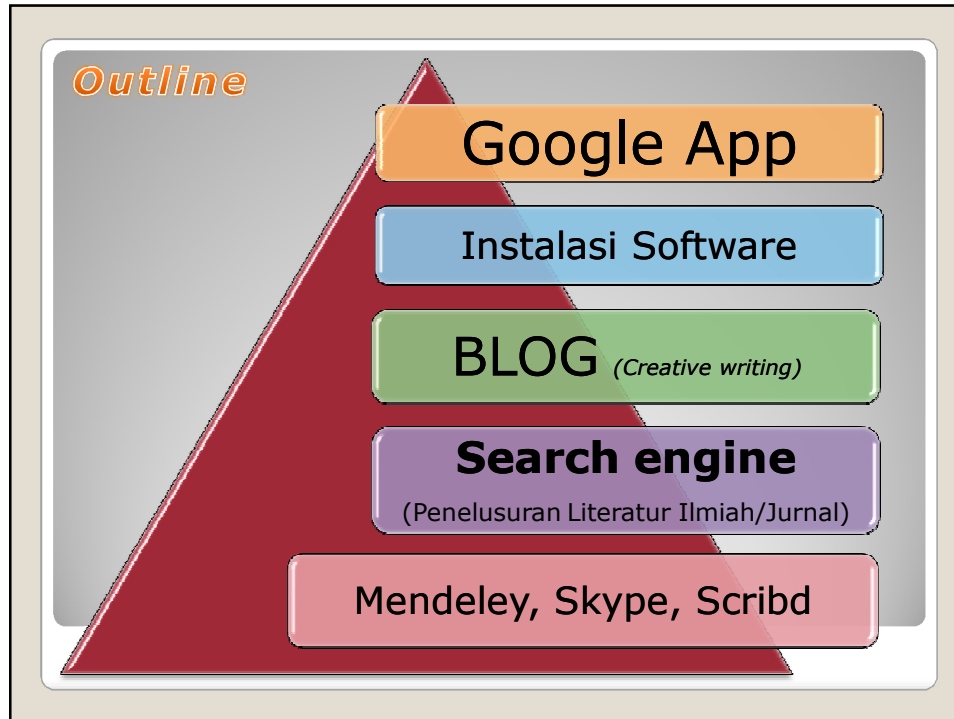 Outline
Google App
Instalasi Software
BLOG (Creative writing)
Search engine
(Penelusuran Literatur Ilmiah/Jurnal)
Mendeley, Skype, Scribd